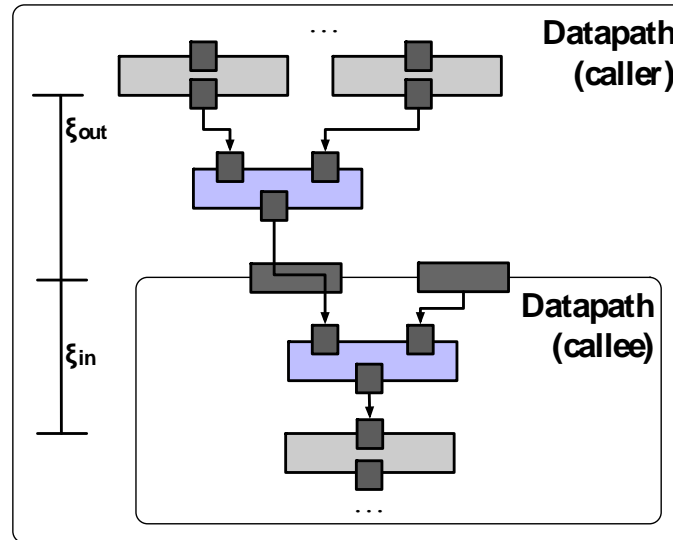 ...
Datapath
(caller)
ξout
Datapath
(callee)
ξin
...